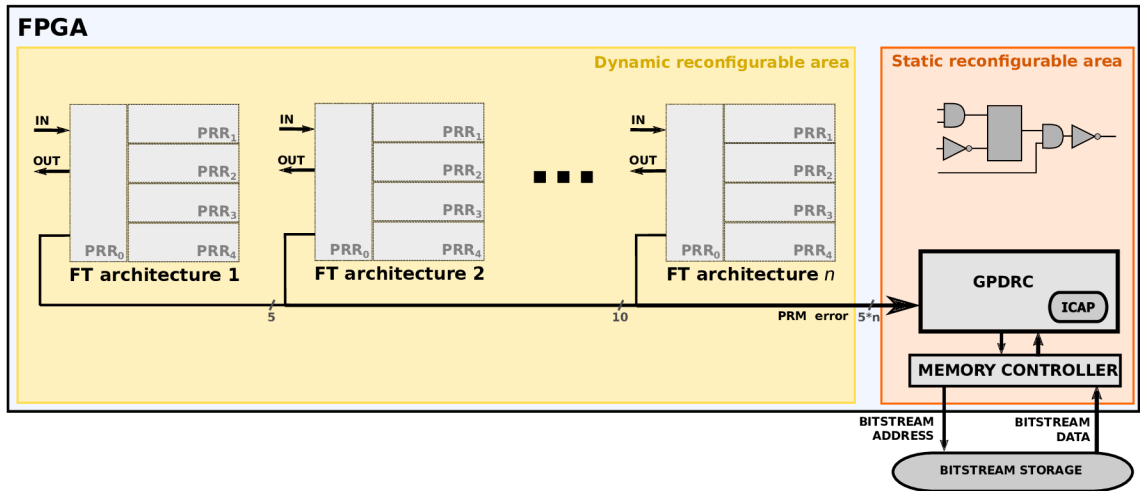 FPGA
Dynamic reconfigurable area
Static reconfigurable area
IN
OUT
PRR1
PRR2
PRR3
PRR0
PRR4
FT architecture 1
IN
OUT
PRR1
PRR2
PRR3
PRR0
PRR4
FT architecture 2
IN
OUT
PRR1
PRR2
PRR3
PRR0
PRR4
FT architecture n
5
10
PRM error
5*n
GPDRC
ICAP
MEMORY CONTROLLER
BITSTREAM
ADDRESS
BITSTREAM
DATA
BITSTREAM STORAGE